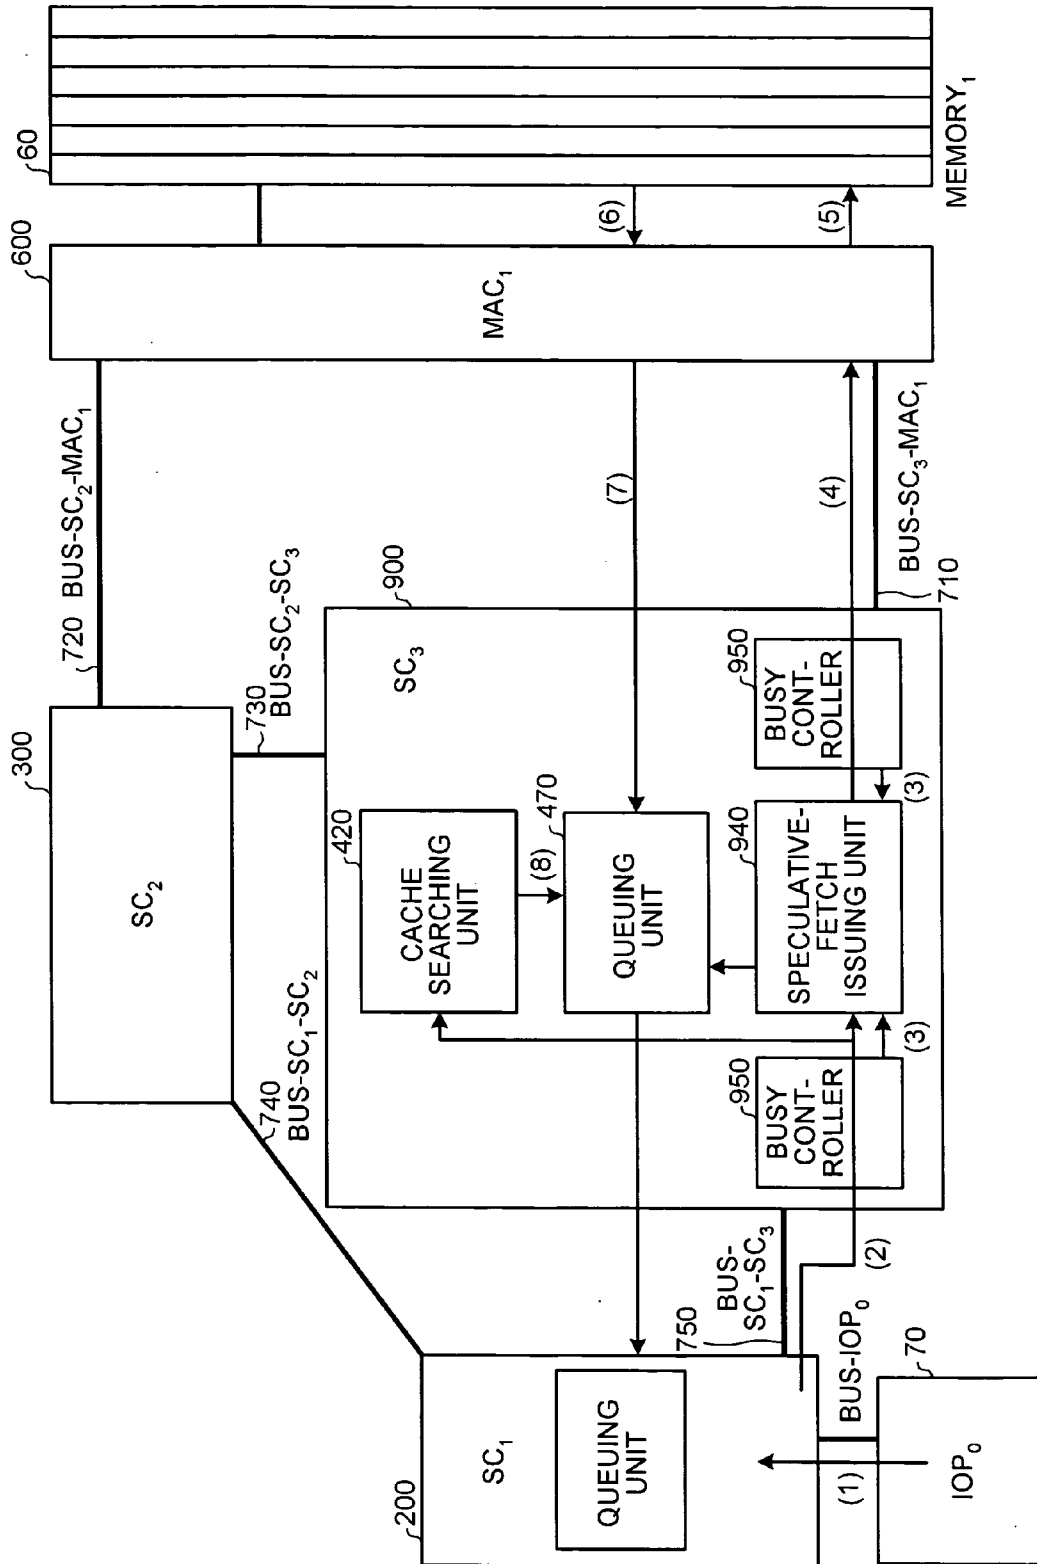 60
MEMORY1
600
MAC1
(6)
(5)
720 BUS-SC2-MAC1
(7)
(4)
BUS-SC3-MAC1
710
300
SC2
730
BUS-SC2-SC3
900
SC3
420
CACHE
SEARCHING
UNIT
(8)
470
QUEUING
UNIT
940
SPECULATIVE-
FETCH
ISSUING UNIT
950
BUSY
CONT-
ROLLER
(3)
950
BUSY
CONT-
ROLLER
(3)
740
BUS-SC1-SC2
750
BUS-
SC1-SC3
(2)
200
SC1
QUEUING
UNIT
BUS-IOP0
(1)
70
IOP0